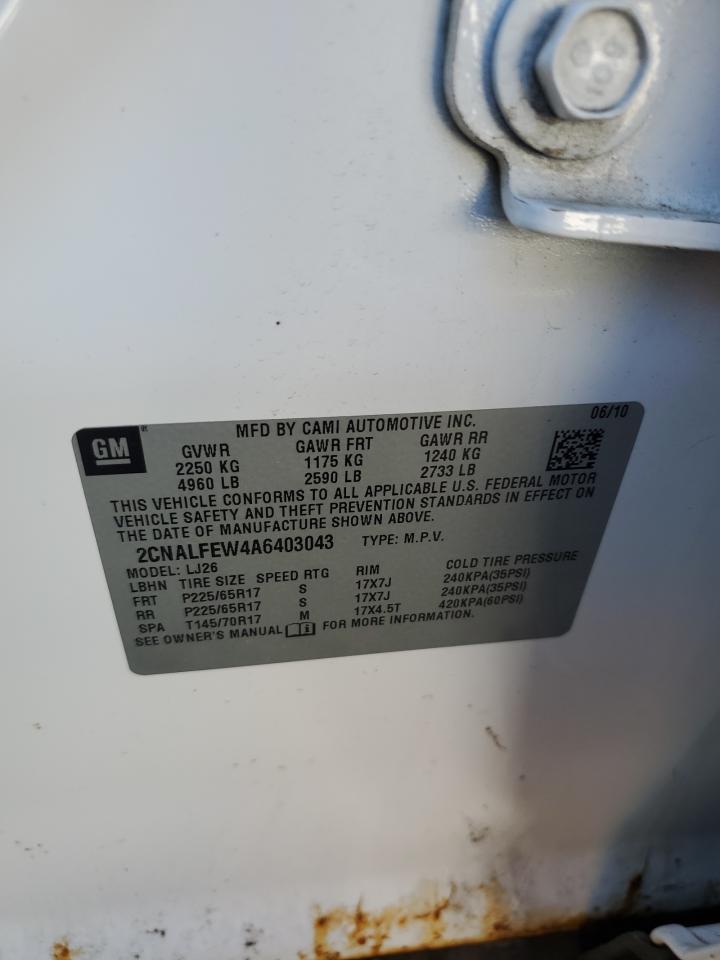 GM
MFD BY CAMI AUTOMOTIVE INC. 06/10
GVWR GAWR FRT GAWR RR
2250 KG 1175 KG 1240 KG
4960 LB 2590 LB 2733 LB
THIS VEHICLE CONFORMS TO ALL APPLICABLE U.S. FEDERAL MOTOR
VEHICLE SAFETY AND THEFT PREVENTION STANDARDS IN EFFECT ON
THE DATE OF MANUFACTURE SHOWN ABOVE.
2CNALFEW4A6403043 TYPE: M.P.V.
MODEL: LJ26
LBHN TIRE SIZE SPEED RTG RIM COLD TIRE PRESSURE
FRT P225/65R17 S 17X7J 240KPA(35PSI)
RR P225/65R17 S 17X7J 240KPA(35PSI)
SPA T145/70R17 M 17X4.5T 420KPA(60PSI)
SEE OWNER'S MANUAL FOR MORE INFORMATION.